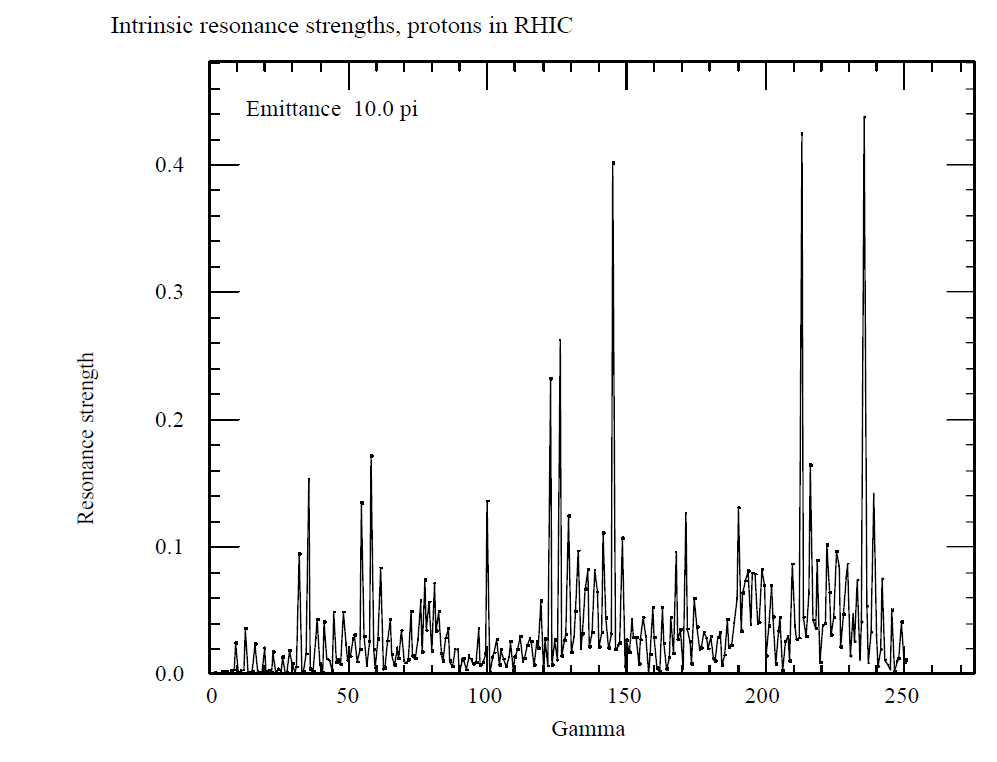 Intrinsic resonance strengths, protons in RHIC
Emittance 10.0 pi
0.4
0.3
0.2
0.1
0.0
Resonance strength
0 50 100 150 200 250
Gamma